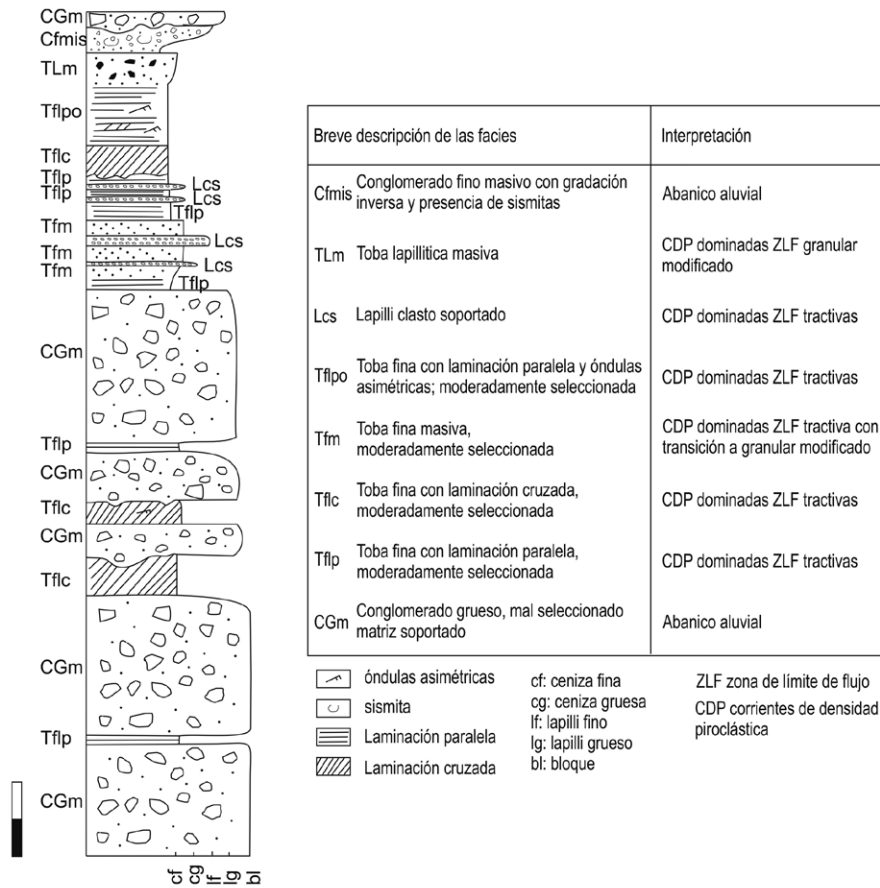 CGm
Cfmis
TLm
Tflpo
Tflc
Tflp
Lcs
Tflp
Lcs
Tflp
Tfm
Lcs
Tfm
Lcs
Tfm
Tflp
CGm
Tflp
CGm
Tflc
CGm
Tflc
CGm
Tflp
CGm
cf
cg
lf
lg
bl
Breve descripción de las facies
Interpretación
Cfmis Conglomerado fino masivo con gradación
inversa y presencia de sismitas
Abanico aluvial
TLm Toba lapillitica masiva
CDP dominadas ZLF granular
modificado
Lcs Lapilli clasto soportado
CDP dominadas ZLF tractivas
Tflpo Toba fina con laminación paralela y óndulas
asimétricas; moderadamente seleccionada
CDP dominadas ZLF tractivas
Tfm Toba fina masiva,
moderadamente seleccionada
CDP dominadas ZLF tractiva con
transición a granular modificado
Tflc Toba fina con laminación cruzada,
moderadamente seleccionada
CDP dominadas ZLF tractivas
Tflp Toba fina con laminación paralela,
moderadamente seleccionada
CDP dominadas ZLF tractivas
CGm Conglomerado grueso, mal seleccionado
matriz soportado
Abanico aluvial
óndulas asimétricas
sismita
Laminación paralela
Laminación cruzada
cf: ceniza fina
cg: ceniza gruesa
lf: lapilli fino
lg: lapilli grueso
bl: bloque
ZLF zona de límite de flujo
CDP corrientes de densidad
piroclástica